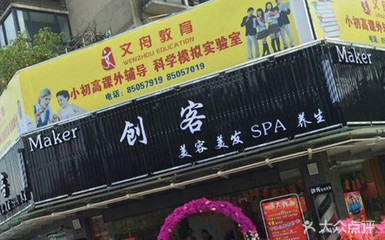 文舟教育
WENZHOU EDUCATION
小初高课外辅导 科学模拟实验室
电话：85057919 85057019
Maker
创客
Maker
美容美发 SPA 养生
大众点评